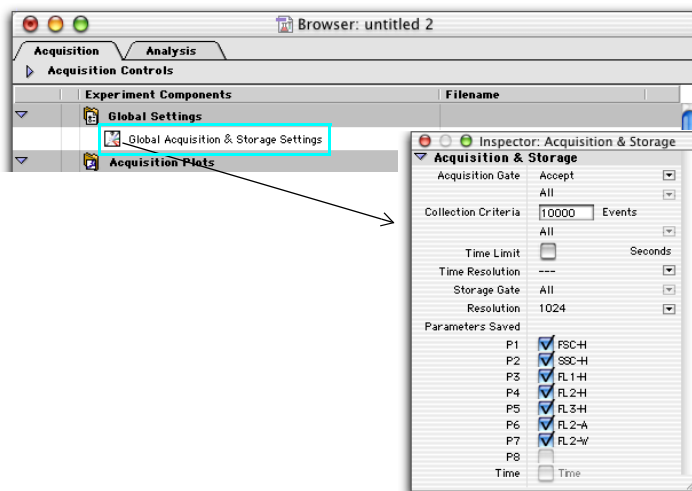 Browser: untitled 2
Acquisition Analysis
Acquisition Controls
Experiment Components Filename
Global Settings
Global Acquisition & Storage Settings
Acquisition Plots
Inspector: Acquisition & Storage
Acquisition & Storage
Acquisition Gate Accept
All
Collection Criteria 10000 Events
All
Time Limit Seconds
Time Resolution ---
Storage Gate All
Resolution 1024
Parameters Saved
P1 FSC-H
P2 SSC-H
P3 FL1-H
P4 FL2-H
P5 FL3-H
P6 FL2-A
P7 FL2-W
P8
Time Time